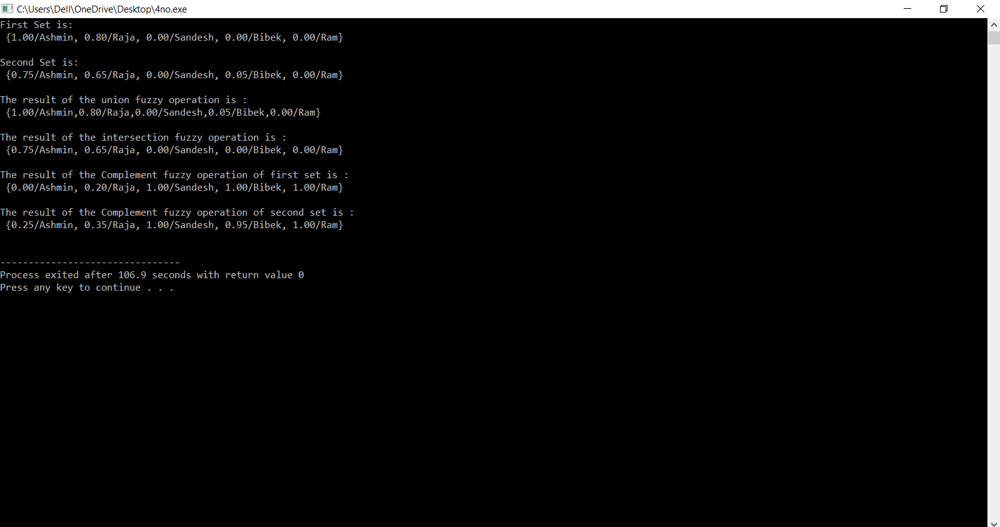 C:\Users\Dell\OneDrive\Desktop\4no.exe
First Set is:
 {1.00/Ashmin, 0.80/Raja, 0.00/Sandesh, 0.00/Bibek, 0.00/Ram}

Second Set is:
 {0.75/Ashmin, 0.65/Raja, 0.00/Sandesh, 0.05/Bibek, 0.00/Ram}

The result of the union fuzzy operation is :
 {1.00/Ashmin,0.80/Raja,0.00/Sandesh,0.05/Bibek,0.00/Ram}

The result of the intersection fuzzy operation is :
 {0.75/Ashmin, 0.65/Raja, 0.00/Sandesh, 0.00/Bibek, 0.00/Ram}

The result of the Complement fuzzy operation of first set is :
 {0.00/Ashmin, 0.20/Raja, 1.00/Sandesh, 1.00/Bibek, 1.00/Ram}

The result of the Complement fuzzy operation of second set is :
 {0.25/Ashmin, 0.35/Raja, 1.00/Sandesh, 0.95/Bibek, 1.00/Ram}

--------------------------------
Process exited after 106.9 seconds with return value 0
Press any key to continue . . .